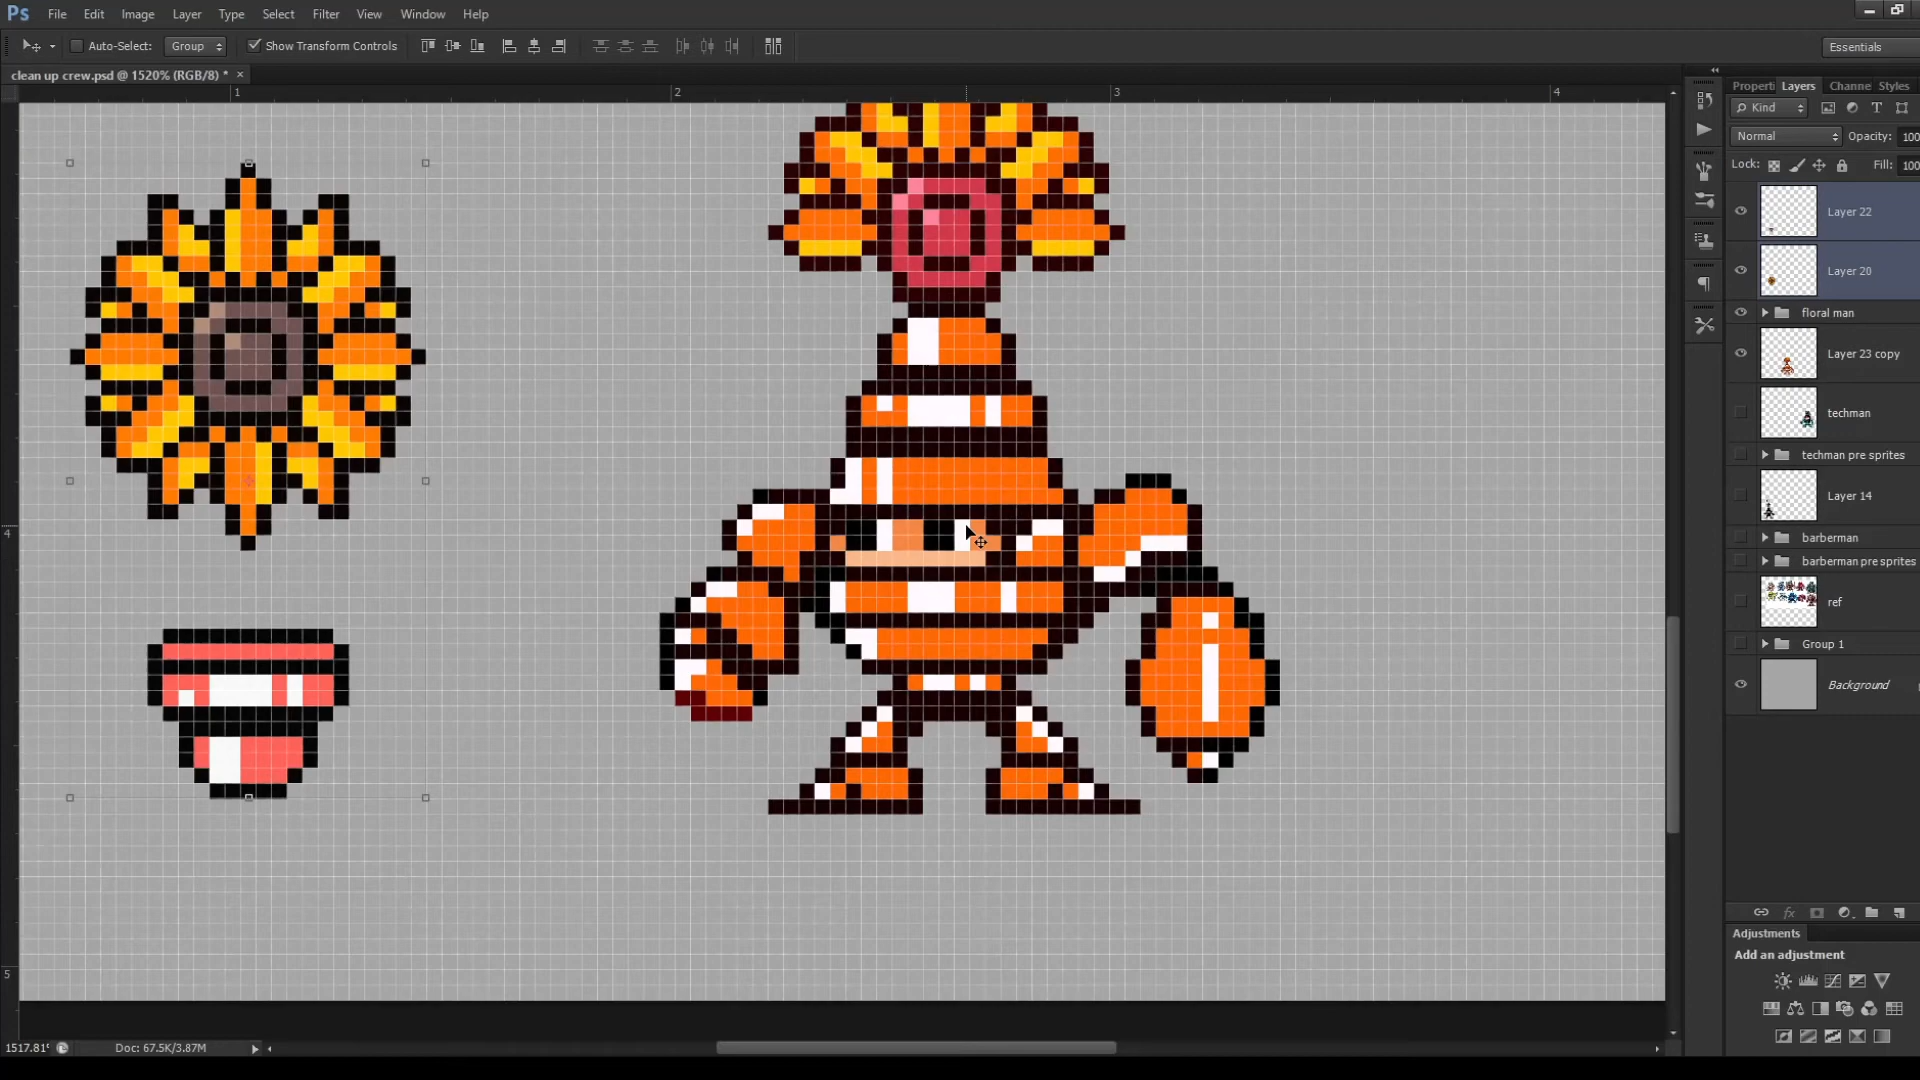 Ps File Edit Image Layer Type Select Filter View Window Help
Auto-Select: Group Show Transform Controls Essentials
clean up crew.psd @ 1520% (RGB/8) * ×
1 2 3 4
Properti Layers Channe Styles
Kind
Normal Opacity: 100
Lock: Fill: 100
Layer 22
Layer 20
floral man
Layer 23 copy
techman
techman pre sprites
Layer 14
4
barberman
barberman pre sprites
ref
Group 1
Background
fx
Adjustments
Add an adjustment
5
1517.81% Doc: 67.5K/3.87M